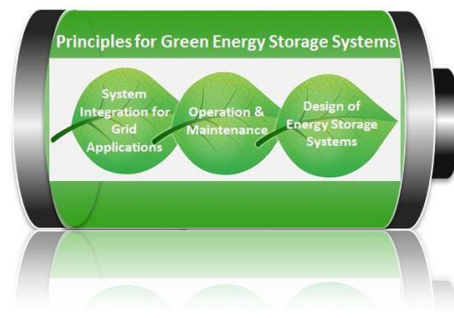 Principles for Green Energy Storage Systems
System
Integration for
Grid
Applications
Operation &
Maintenance
Design of
Energy Storage
Systems